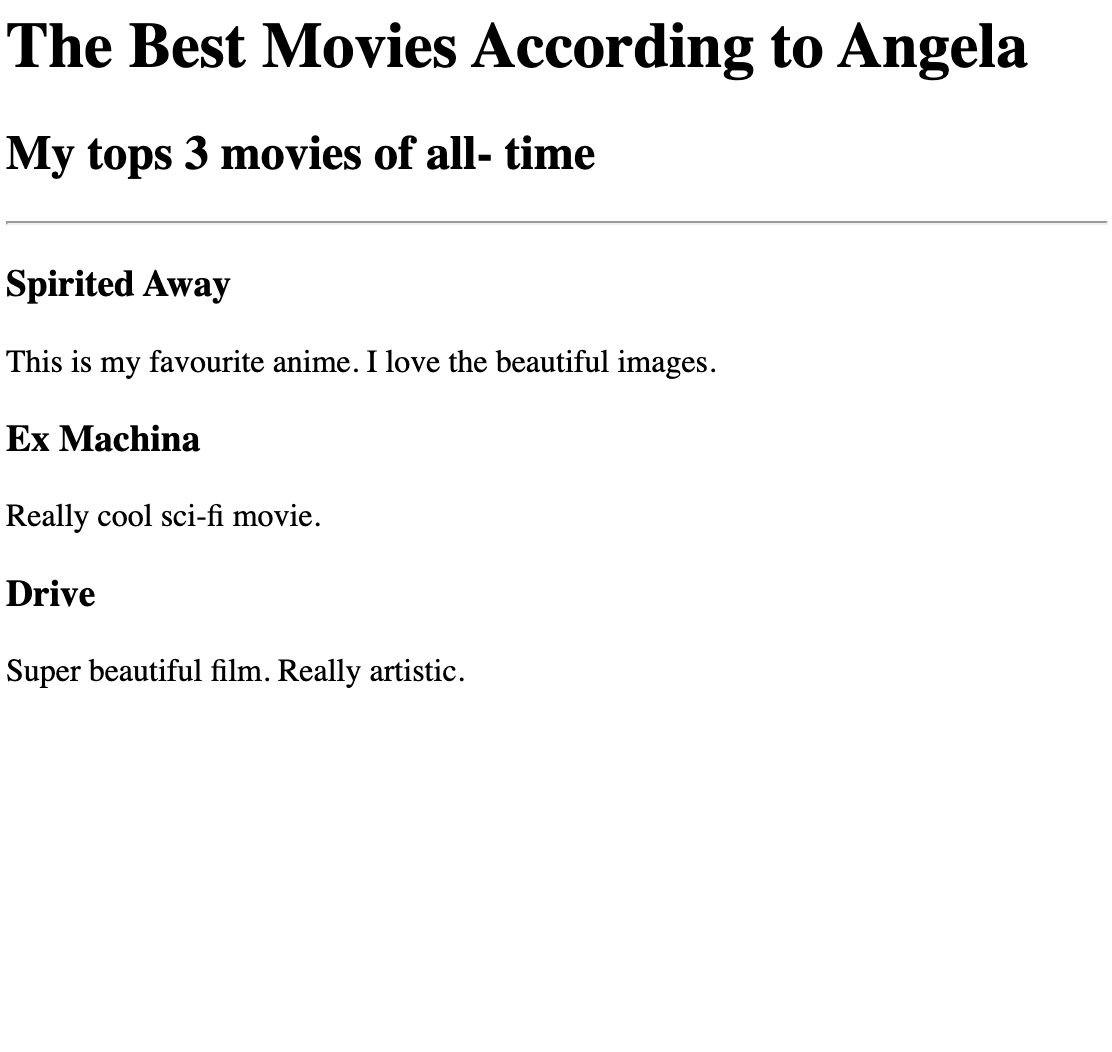 The Best Movies According to Angela
My tops 3 movies of all- time
Spirited Away
This is my favourite anime. I love the beautiful images.
Ex Machina
Really cool sci-fi movie.
Drive
Super beautiful film. Really artistic.